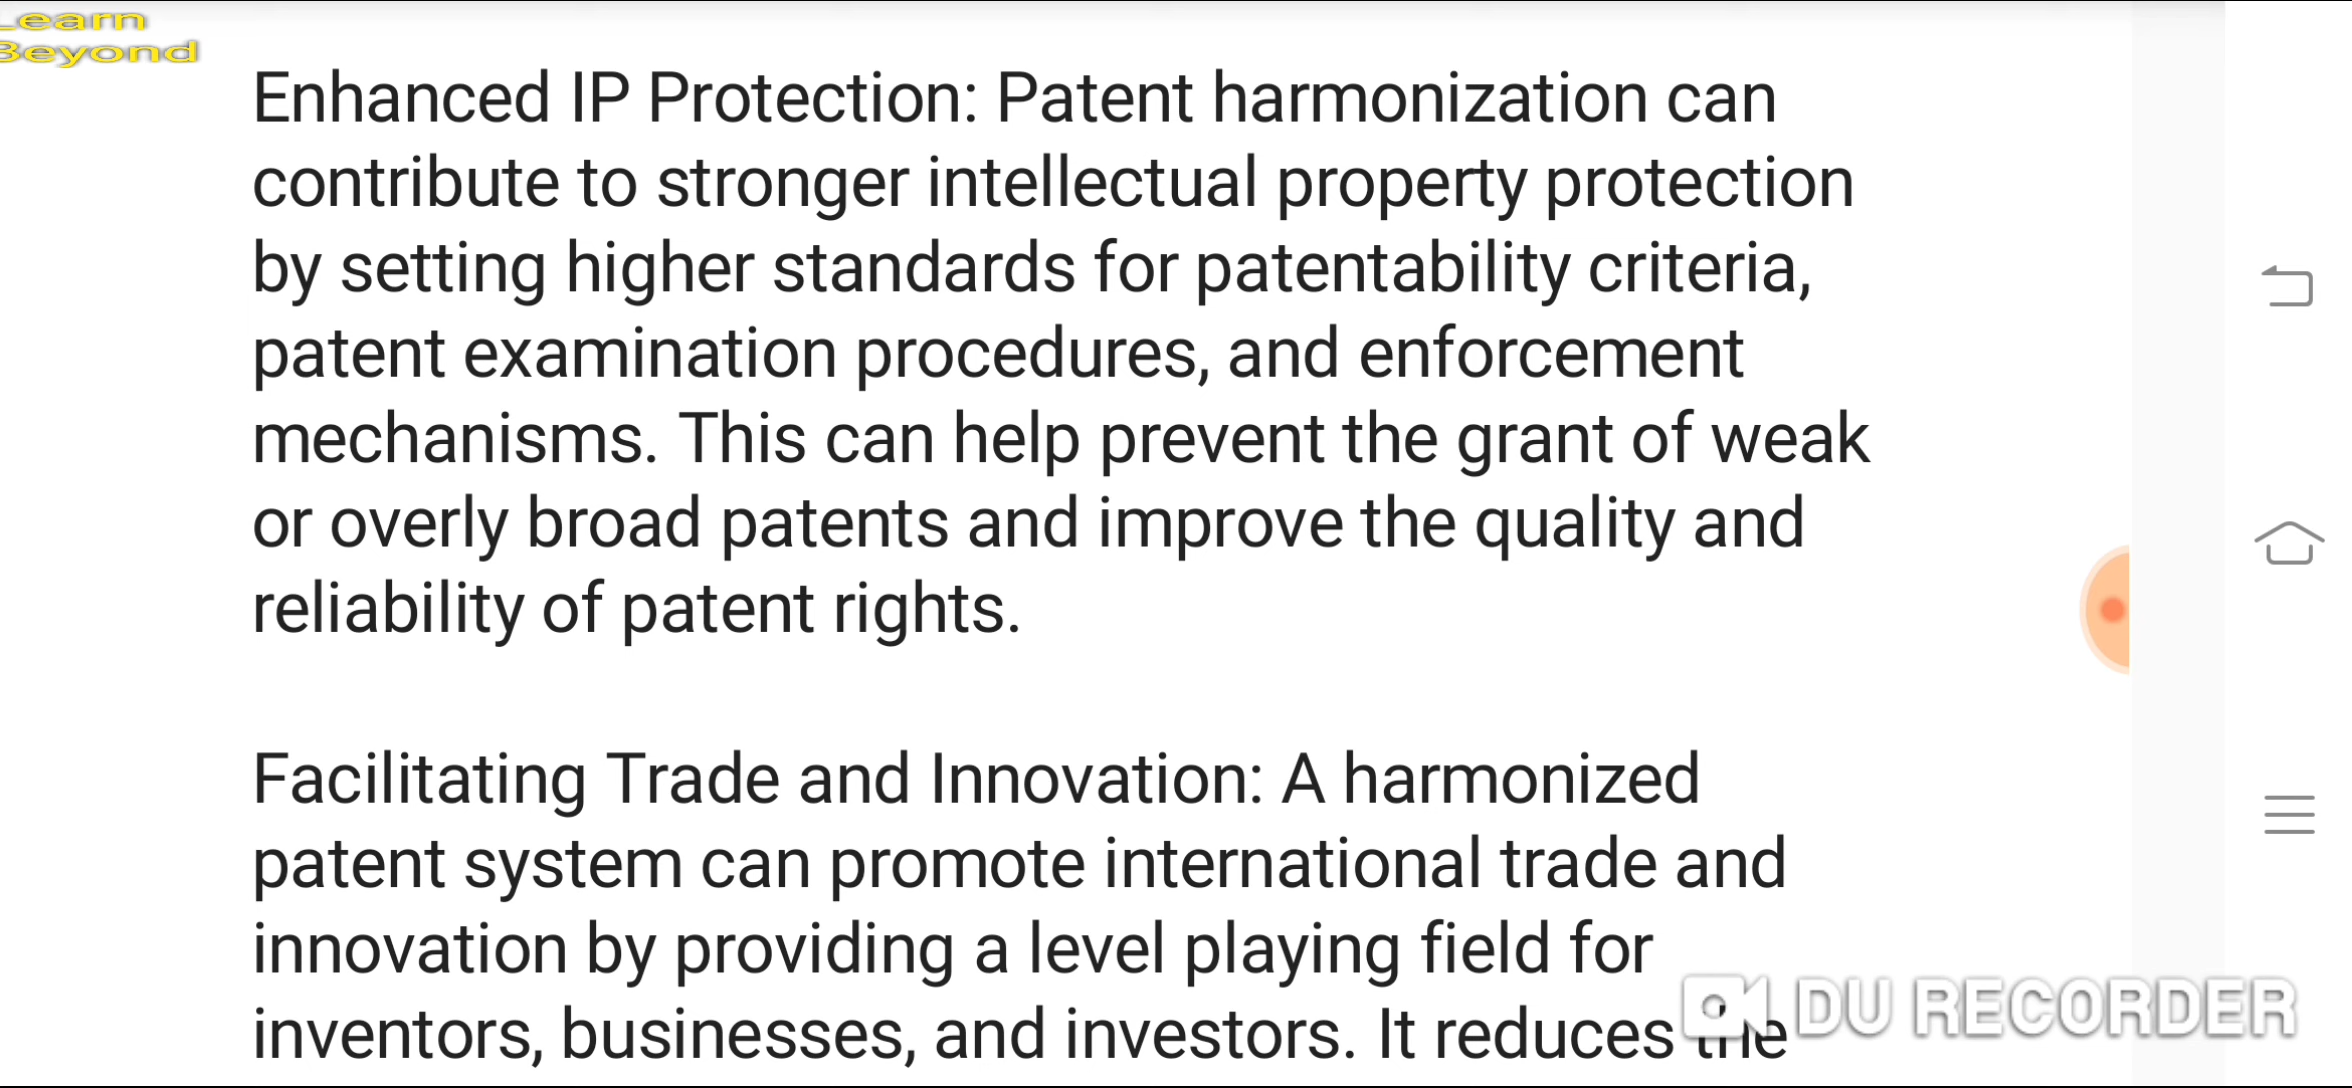 Learn
Beyond
Enhanced IP Protection: Patent harmonization can
contribute to stronger intellectual property protection
by setting higher standards for patentability criteria,
patent examination procedures, and enforcement
mechanisms. This can help prevent the grant of weak
or overly broad patents and improve the quality and
reliability of patent rights.
Facilitating Trade and Innovation: A harmonized
patent system can promote international trade and
innovation by providing a level playing field for
inventors, businesses, and investors. It reduces the
DU RECORDER